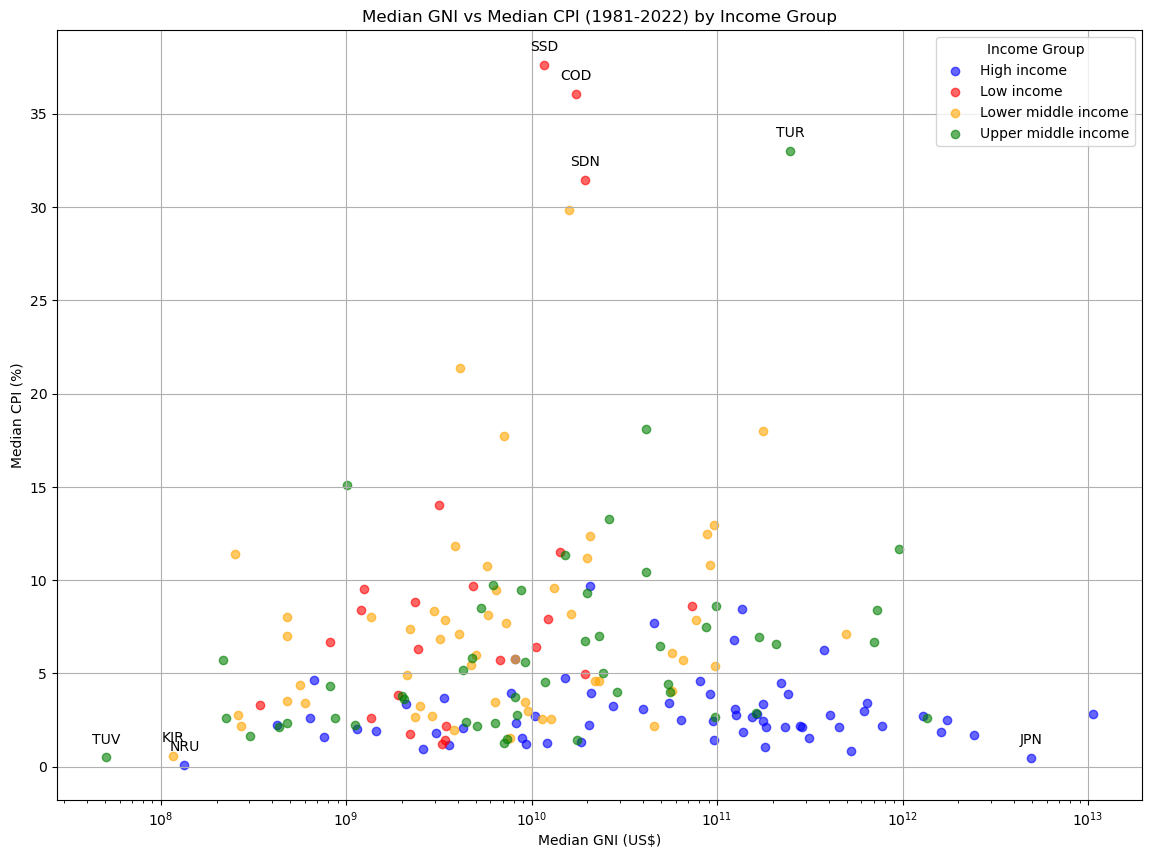 Median GNI vs Median CPI (1981-2022) by Income Group
SSD
COD
TUR
SDN
TUV
KIR
NRU
JPN
Income Group
High income
Low income
Lower middle income
Upper middle income
Median CPI (%)
35
30
25
20
15
10
5
0
10^8
10^9
10^10
10^11
10^12
10^13
Median GNI (US$)